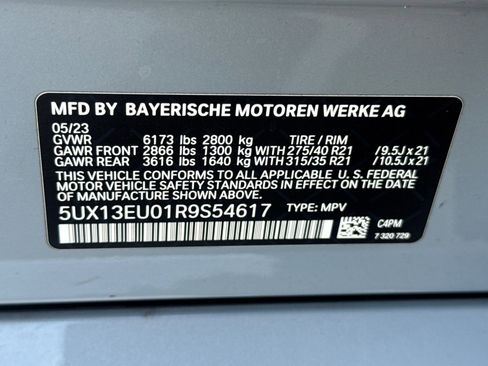 MFD BY BAYERISCHE MOTOREN WERKE AG
05/23
GVWR 6173 lbs 2800 kg TIRE / RIM
GAWR FRONT 2866 lbs 1300 kg WITH 275/40 R21 /9.5J x 21
GAWR REAR 3616 lbs 1640 kg WITH 315/35 R21 /10.5J x 21
THIS VEHICLE CONFORMS TO ALL APPLICABLE U. S. FEDERAL
MOTOR VEHICLE SAFETY STANDARDS IN EFFECT ON THE
DATE OF MANUFACTURE SHOWN ABOVE.
5UX13EU01R9S54617 TYPE: MPV
C4PM
7 320 729